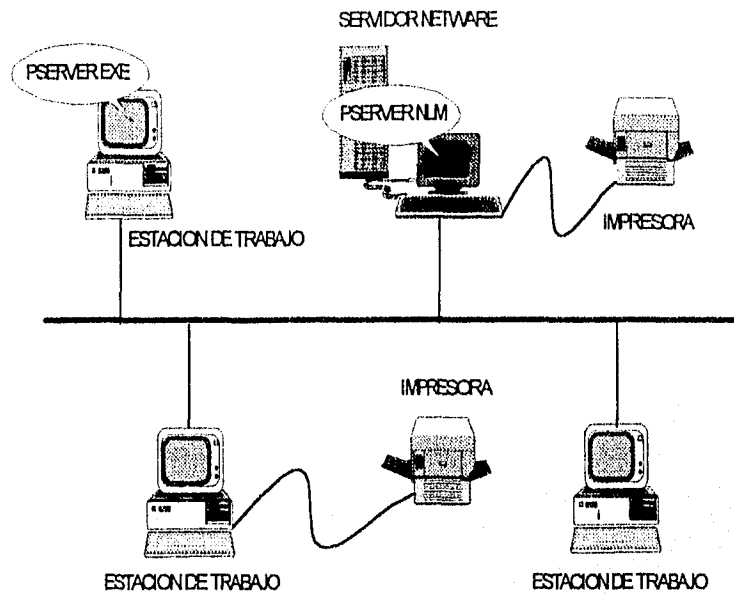 SERVIDOR NETWARE
PSERVER.EXE
PSERVER.NLM
ESTACION DE TRABAJO
IMPRESORA
IMPRESORA
ESTACION DE TRABAJO
ESTACION DE TRABAJO